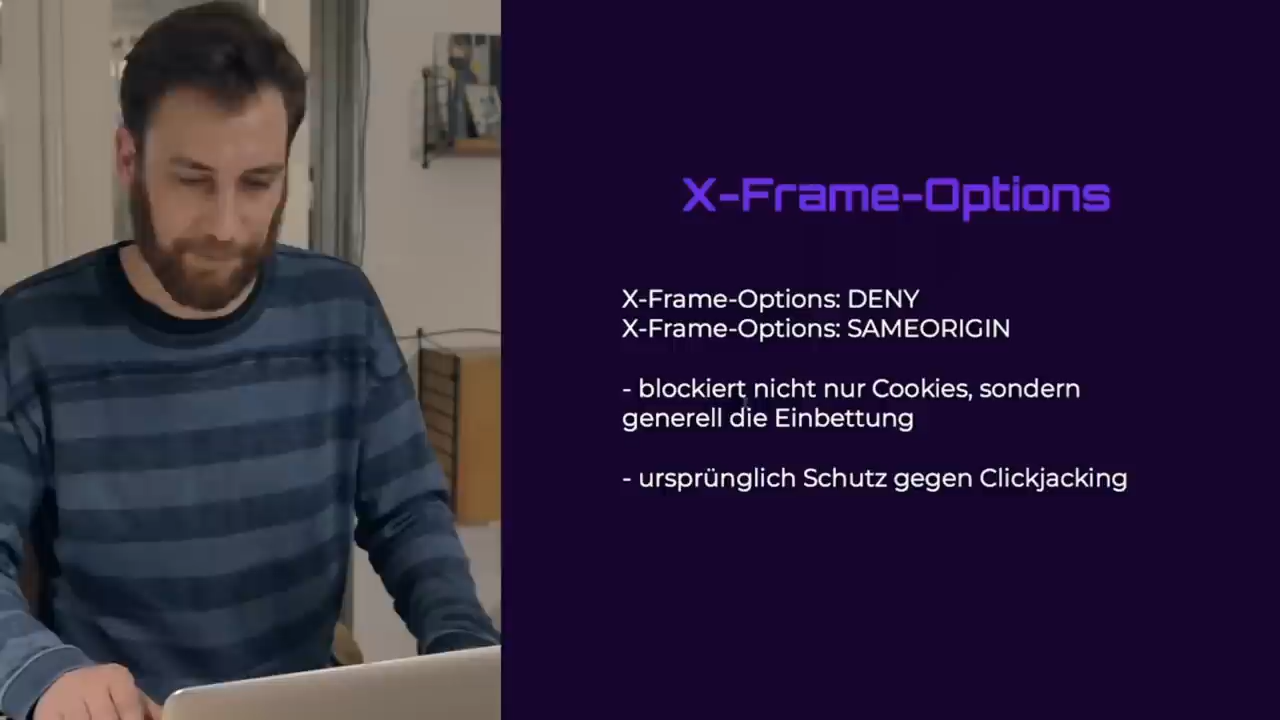 X-Frame-Options
X-Frame-Options: DENY
X-Frame-Options: SAMEORIGIN
- blockiert nicht nur Cookies, sondern
generell die Einbettung
- ursprünglich Schutz gegen Clickjacking